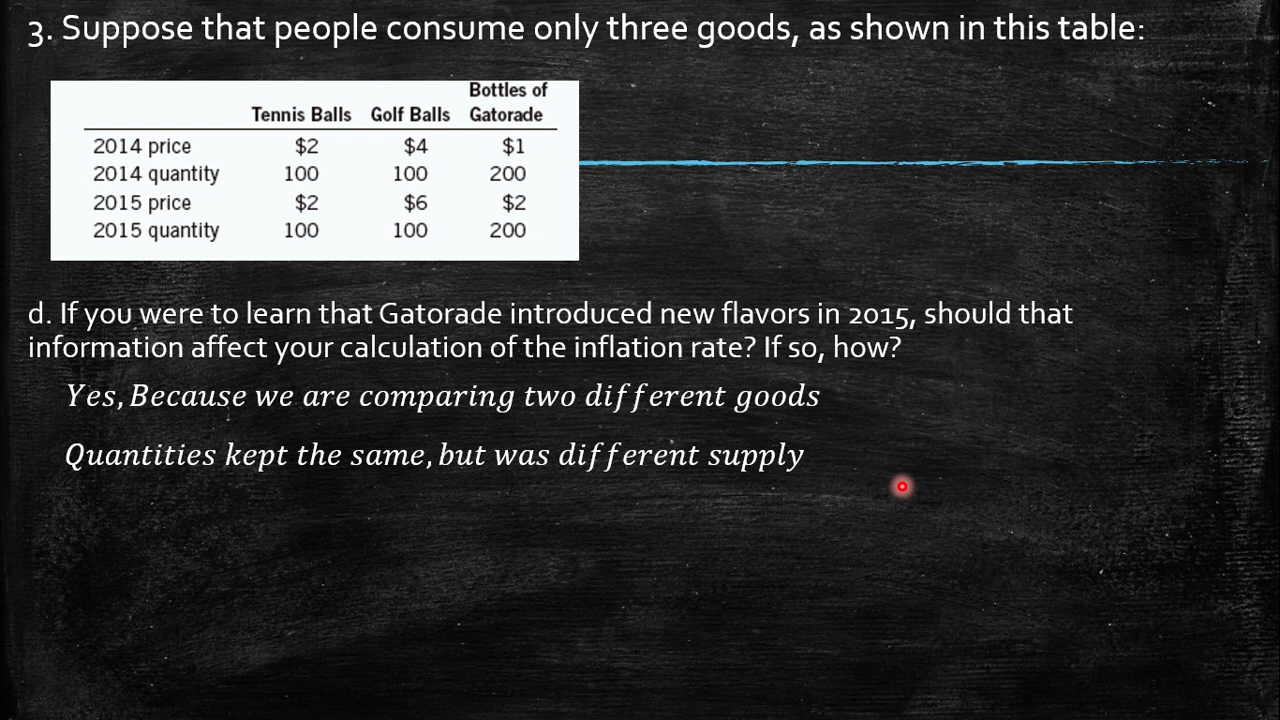 3. Suppose that people consume only three goods, as shown in this table:
Bottles of
Tennis Balls Golf Balls Gatorade
2014 price $2 $4 $1
2014 quantity 100 100 200
2015 price $2 $6 $2
2015 quantity 100 100 200
d. If you were to learn that Gatorade introduced new flavors in 2015, should that
information affect your calculation of the inflation rate? If so, how?
Yes, Because we are comparing two different goods
Quantities kept the same, but was different supply